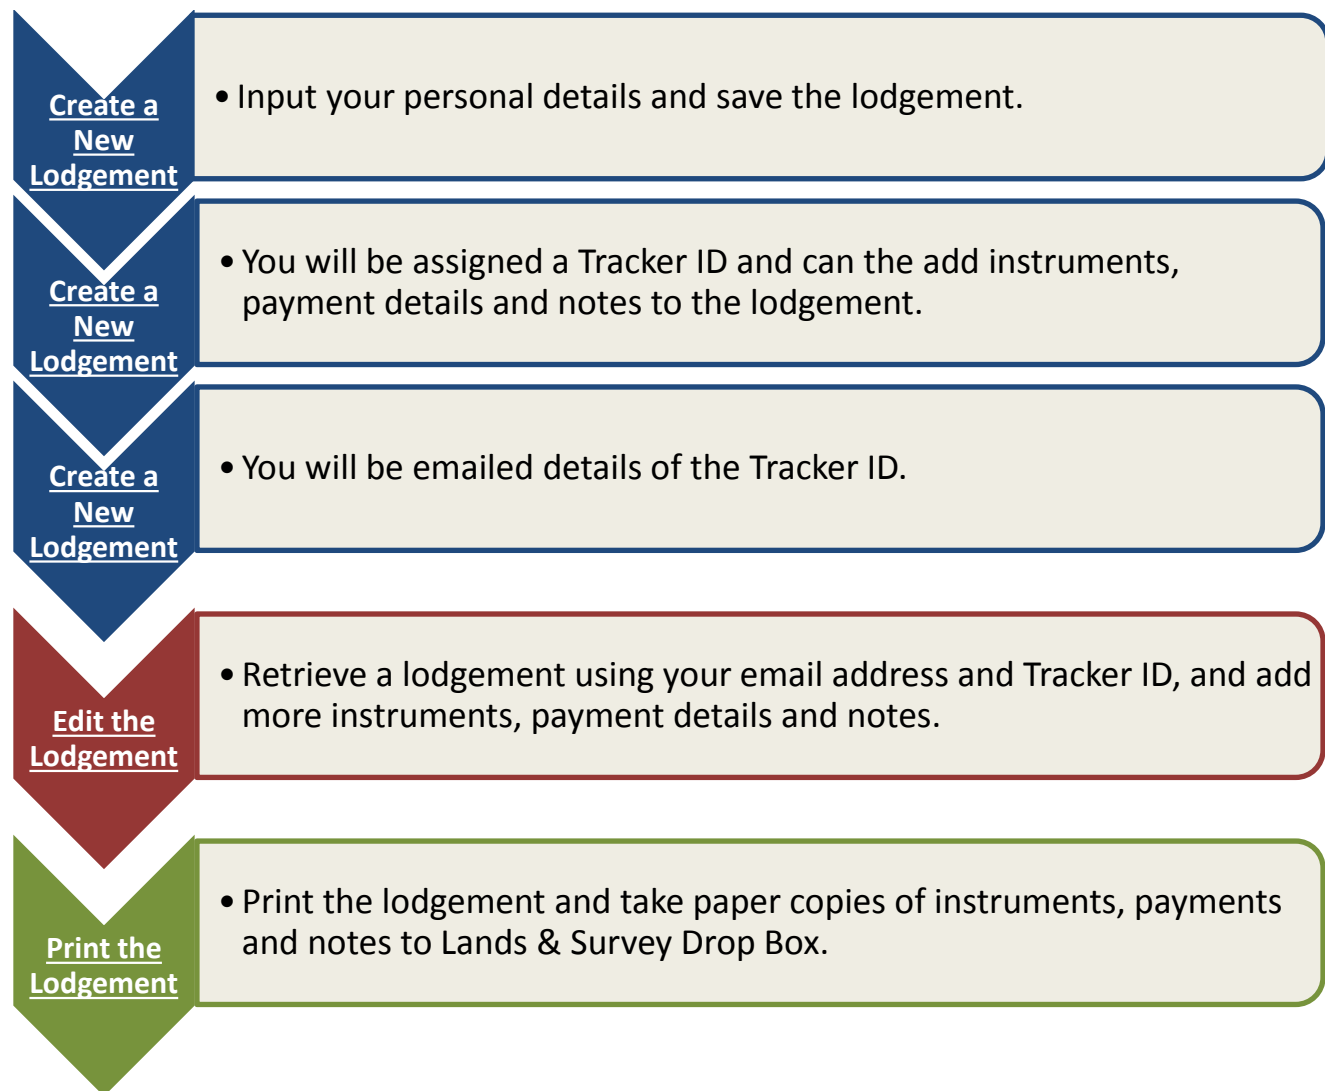 Create a
New
Lodgement
• Input your personal details and save the lodgement.
Create a
New
Lodgement
• You will be assigned a Tracker ID and can the add instruments,
payment details and notes to the lodgement.
Create a
New
Lodgement
• You will be emailed details of the Tracker ID.
Edit the
Lodgement
• Retrieve a lodgement using your email address and Tracker ID, and add
more instruments, payment details and notes.
Print the
Lodgement
• Print the lodgement and take paper copies of instruments, payments
and notes to Lands & Survey Drop Box.